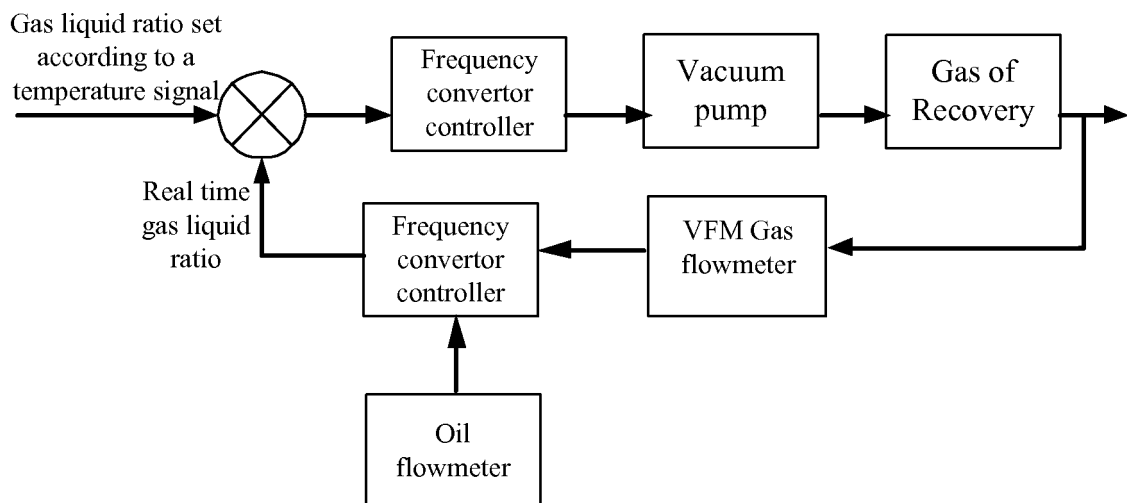 Gas liquid ratio set
according to a
temperature signal
Frequency
convertor
controller
Vacuum
pump
Gas of
Recovery
Real time
gas liquid
ratio
Frequency
convertor
controller
VFM Gas
flowmeter
Oil
flowmeter